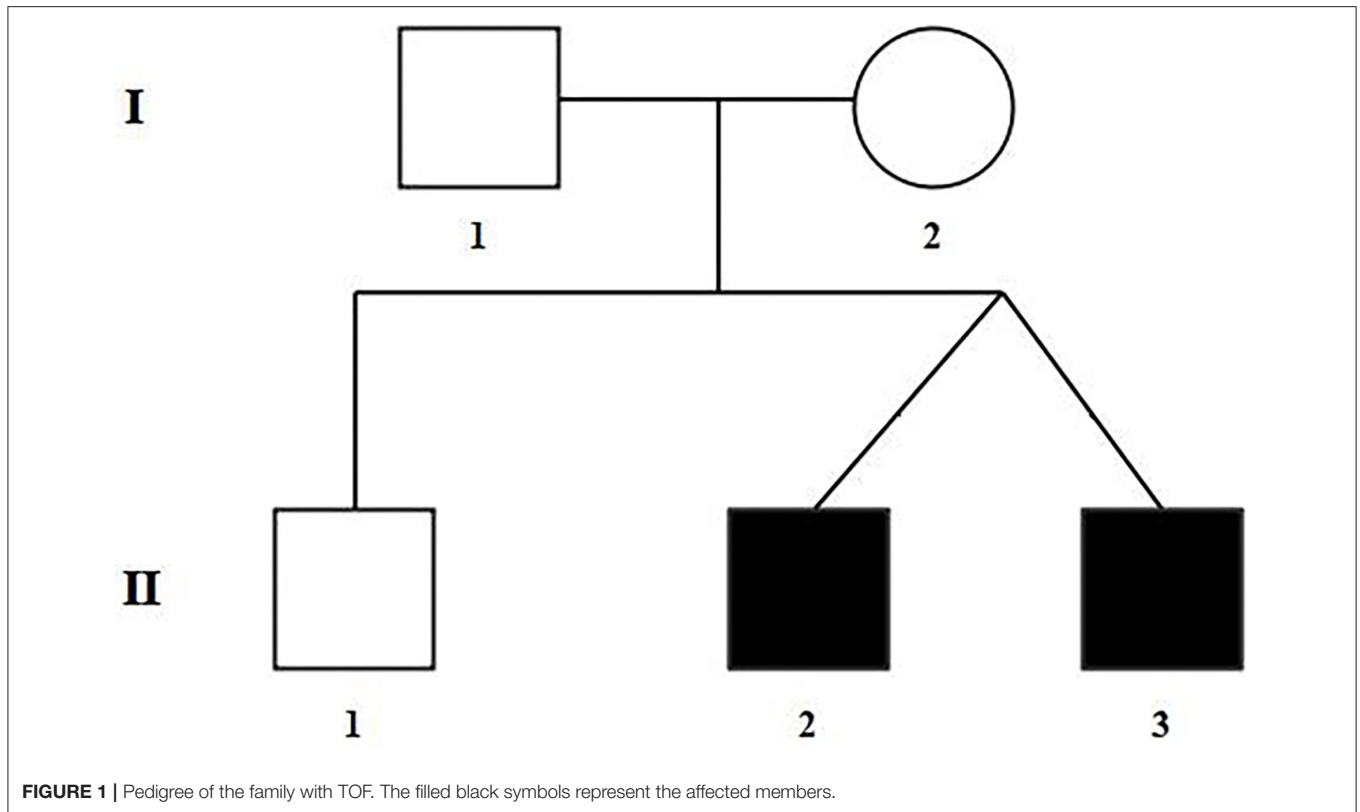 I
1 2
II
1 2 3
FIGURE 1 | Pedigree of the family with TOF. The filled black symbols represent the affected members.